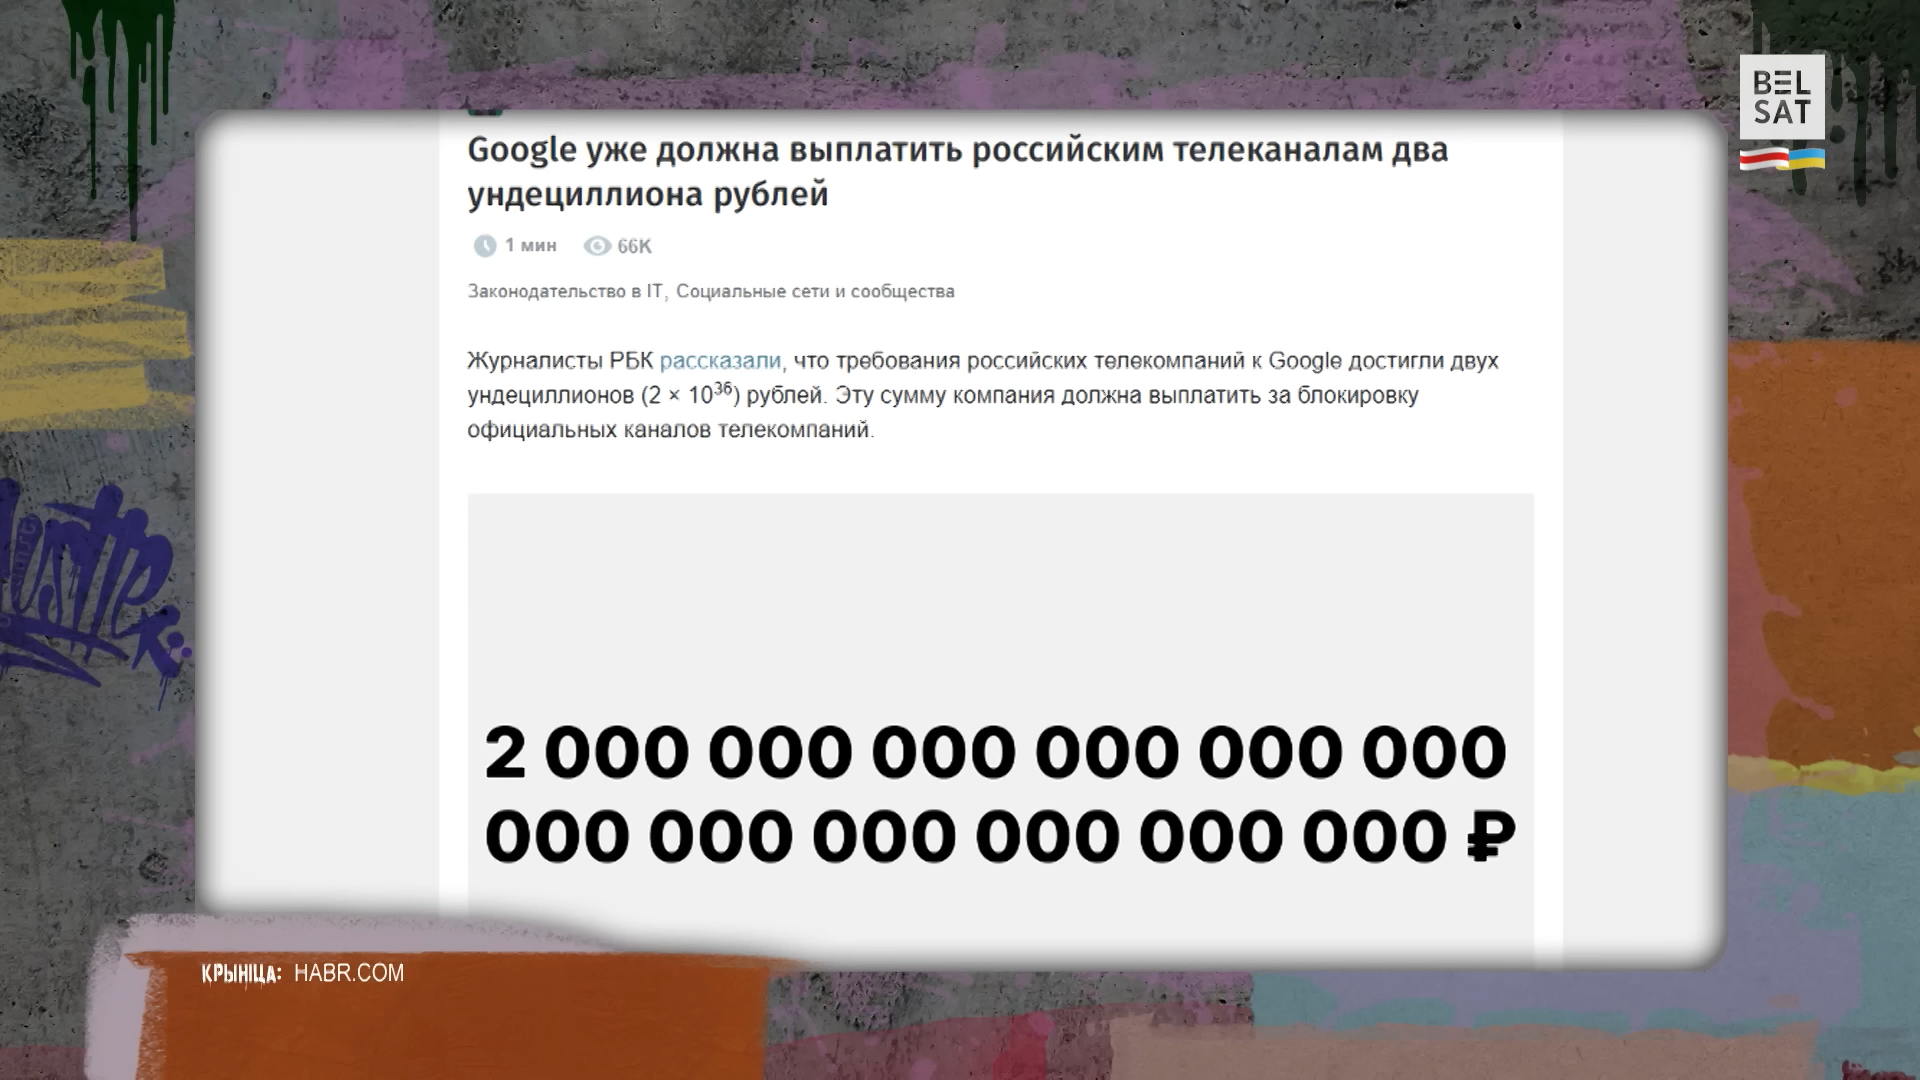 BEL
SAT
Google уже должна выплатить российским телеканалам два
ундециллиона рублей
1 мин 66K
Законодательство в IT, Социальные сети и сообщества
Журналисты РБК рассказали, что требования российских телекомпаний к Google достигли двух
ундециллионов (2 × 10³⁶) рублей. Эту сумму компания должна выплатить за блокировку
официальных каналов телекомпаний.
2 000 000 000 000 000 000
000 000 000 000 000 000 ₽
КРЫНІЦА: HABR.COM